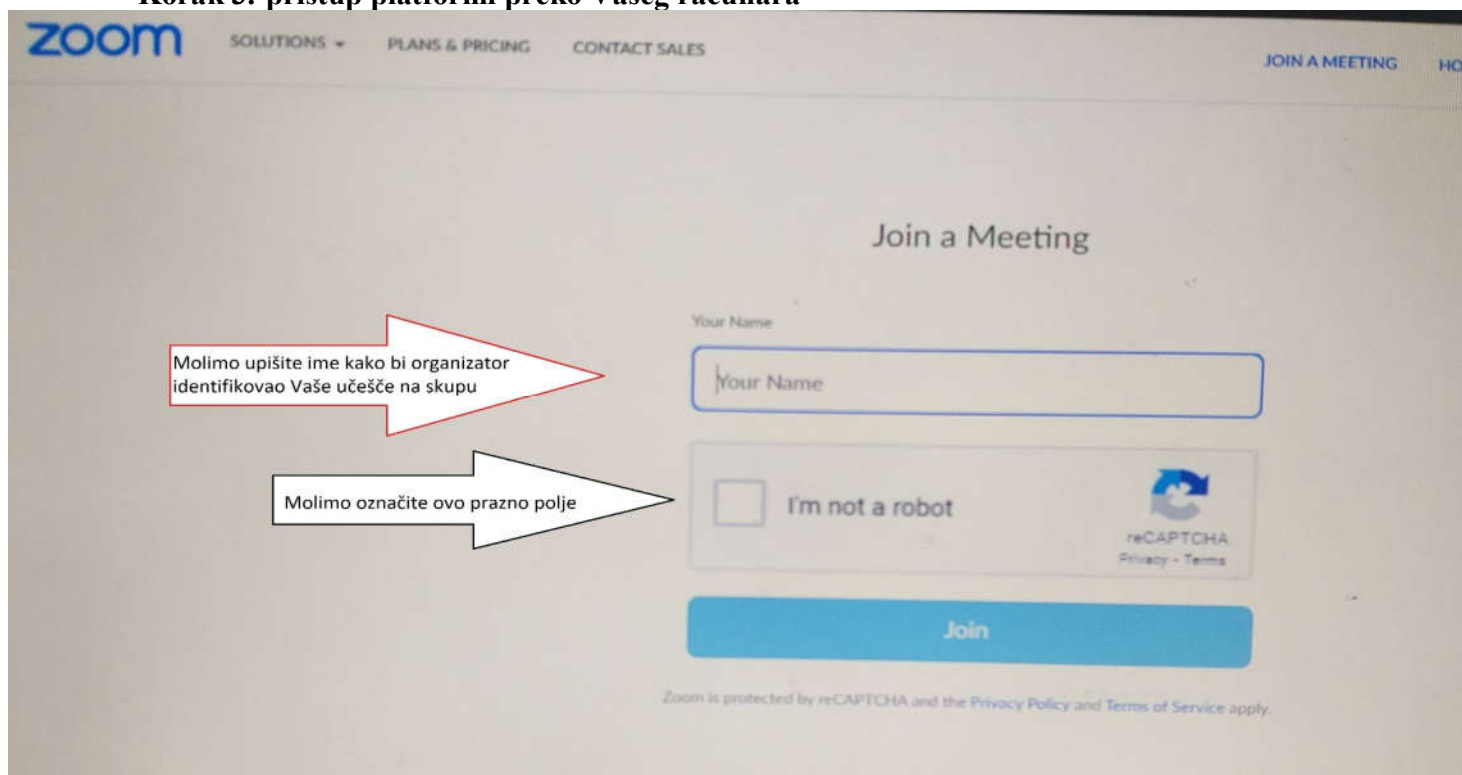 Korak 3: pristup platformi preko Vašeg računara
zoom
SOLUTIONS
PLANS & PRICING
CONTACT SALES
JOIN A MEETING
HO
Join a Meeting
Your Name
Molimo upišite ime kako bi organizator
identifikovao Vaše učešče na skupu
Your Name
Molimo označite ovo prazno polje
I'm not a robot
reCAPTCHA
Privacy - Terms
Join
Zoom is protected by reCAPTCHA and the Privacy Policy and Terms of Service apply.